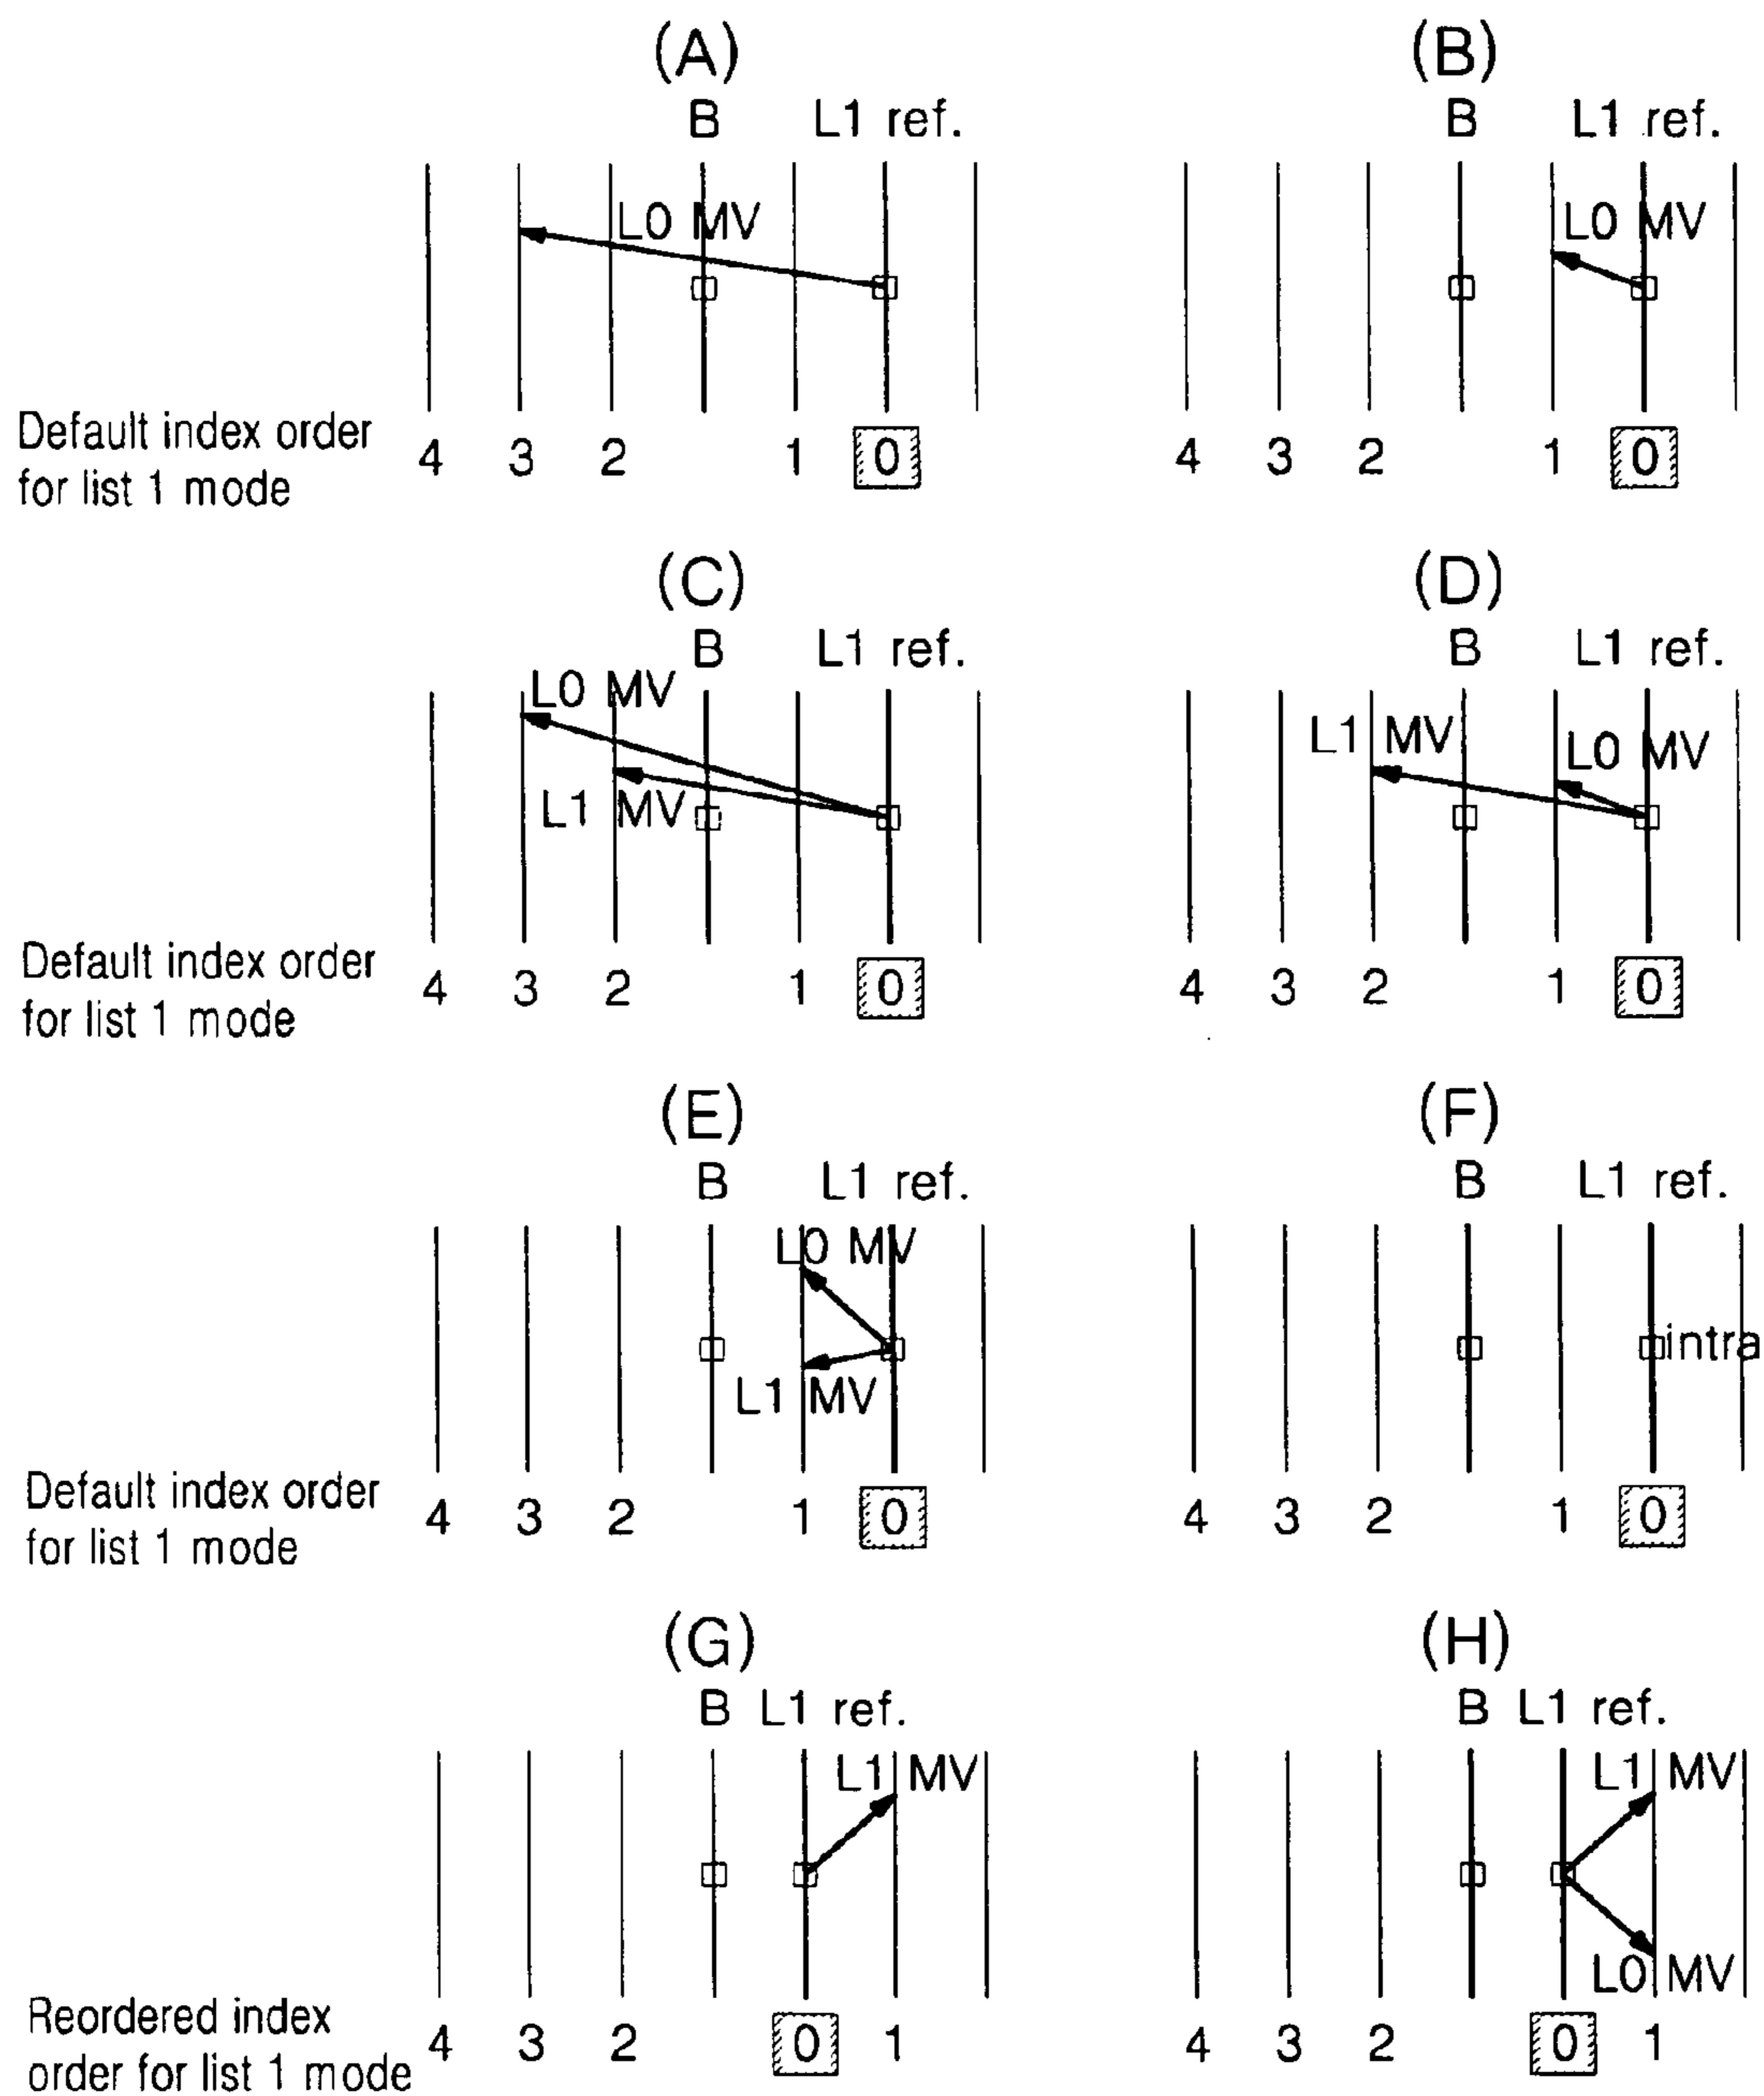 (A) (B)
B L1 ref. B L1 ref.
L0 MV L0 MV
Default index order
for list 1 mode
4 3 2 1 0 4 3 2 1 0
(C) (D)
B L1 ref. B L1 ref.
L0 MV
L1 MV L0 MV
L1 MV
Default index order
for list 1 mode
4 3 2 1 0 4 3 2 1 0
(E) (F)
B L1 ref. B L1 ref.
L0 MV
intra
L1 MV
Default index order
for list 1 mode
4 3 2 1 0 4 3 2 1 0
(G) (H)
B L1 ref. B L1 ref.
L1 MV L1 MV
L0 MV
Reordered index
order for list 1 mode
4 3 2 0 1 4 3 2 0 1